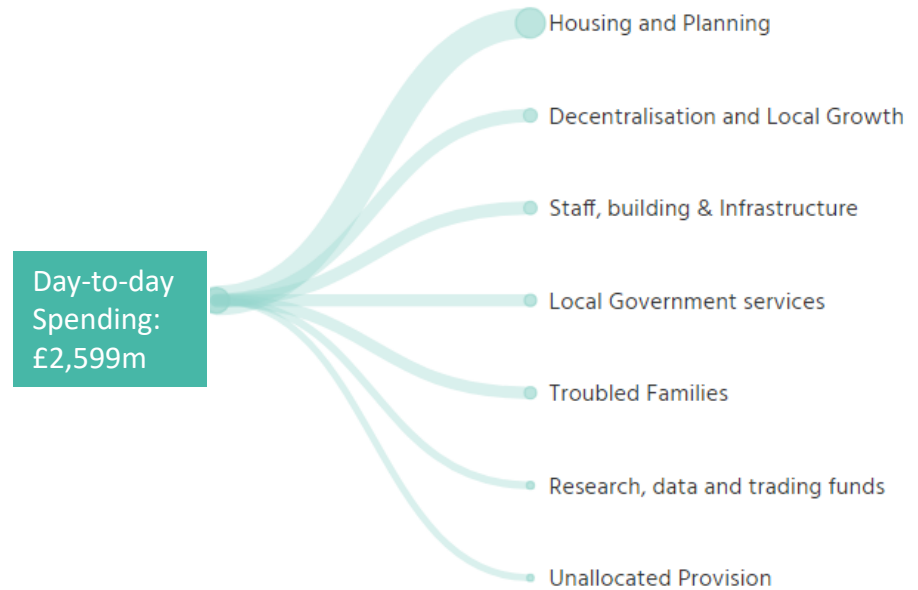 Housing and Planning
Decentralisation and Local Growth
Staff, building & Infrastructure
Day-to-day
Spending:
£2,599m
Local Government services
Troubled Families
Research, data and trading funds
Unallocated Provision